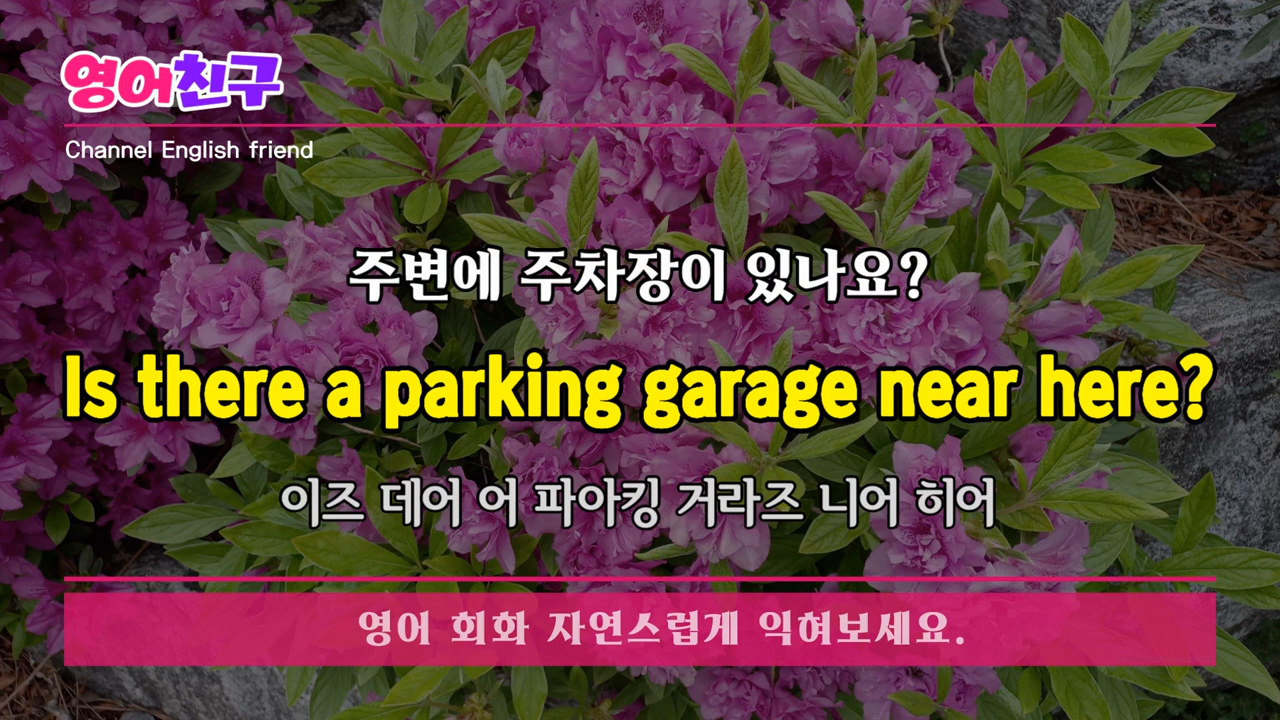 영어친구
Channel English friend
주변에 주차장이 있나요?
Is there a parking garage near here?
이즈 데어 어 파아킹 거라즈 니어 히어
영어 회화 자연스럽게 익혀보세요.